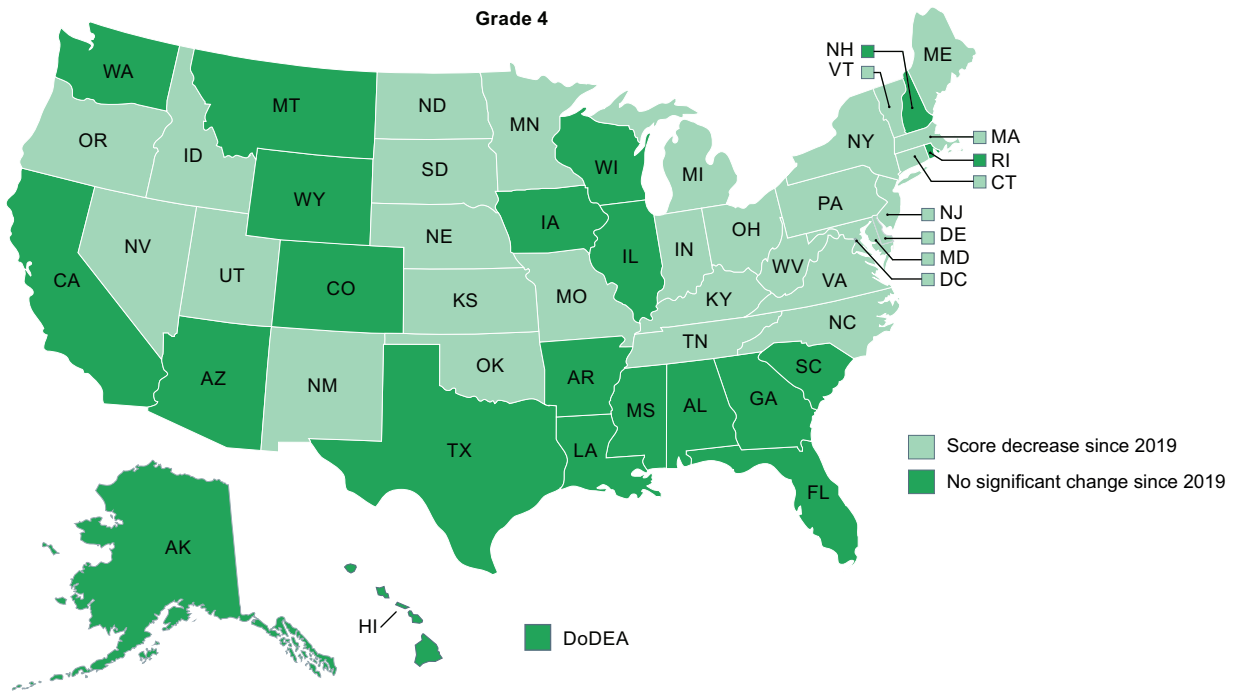 Grade 4
NH
ME
VT
WA
MT
ND
MN
OR
ID
SD
WI
MI
NY
MA
RI
CT
WY
IA
NE
PA
NJ
NV
UT
CO
IL
IN
OH
DE
MD
DC
CA
KS
MO
WV
VA
KY
NC
TN
AZ
NM
OK
AR
SC
MS
AL
GA
TX
LA
FL
Score decrease since 2019
No significant change since 2019
AK
HI
DoDEA